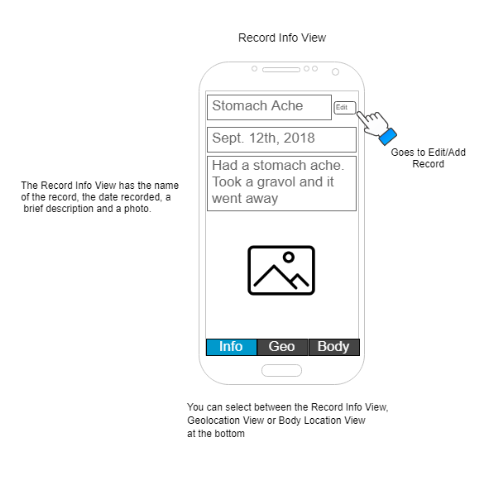 Record Info View
Stomach Ache
Edit
Sept. 12th, 2018
Goes to Edit/Add
Record
Had a stomach ache.
Took a gravol and it
went away
The Record Info View has the name
of the record, the date recorded, a
brief description and a photo.
Info Geo Body
You can select between the Record Info View,
Geolocation View or Body Location View
at the bottom